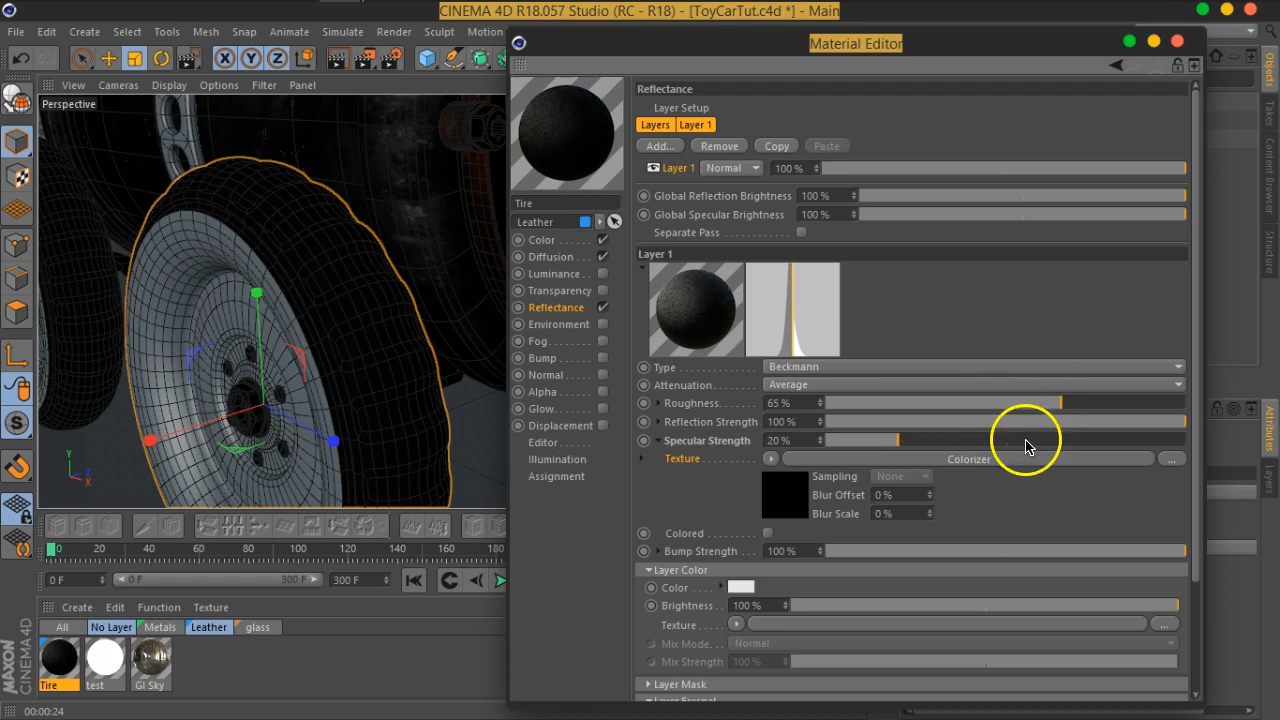 CINEMA 4D R18.057 Studio (RC - R18) - [ToyCarTut.c4d *] - Main
File Edit Create Select Tools Mesh Snap Animate Simulate Render Sculpt Motion
Material Editor
View Cameras Display Options Filter Panel
Perspective
X Y Z
Y
Z
X
Reflectance
Layer Setup
Layers Layer 1
Add... Remove Copy Paste
Layer 1 Normal 100 %
Global Reflection Brightness 100 %
Global Specular Brightness 100 %
Separate Pass
Layer 1
Tire
Leather
Color
Diffusion
Luminance
Transparency
Reflectance
Environment
Fog
Bump
Normal
Alpha
Glow
Displacement
Editor
Illumination
Assignment
Type Beckmann
Attenuation Average
Roughness 65 %
Reflection Strength 100 %
Specular Strength 20 %
Texture Colorizer ...
Sampling None
Blur Offset 0 %
Blur Scale 0 %
Colored
Bump Strength 100 %
Layer Color
Color
Brightness 100 %
Texture ...
Mix Mode Normal
Mix Strength 100 %
Layer Mask
Layer Fresnel
0 20 40 60 80 100 120 140 160 180
0 F 0 F 300 F 300 F
Create Edit Function Texture
All No Layer Metals Leather glass
Tire test GI Sky
MAXON
CINEMA 4D
00:00:24
Objects
Takes
Content Browser
Structure
Attributes
Layers